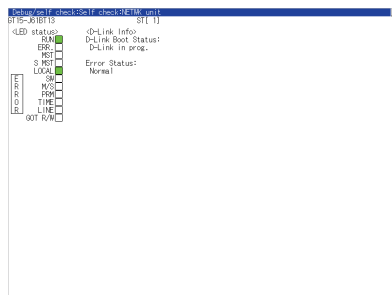 Debug/self check:Self check:NETWK unit
GT15-J61BT13 ST[ 1]
<LED status> <D-Link Info>
RUN D-Link Boot Status:
ERR. D-Link in prog.
MST
S MST Error Status:
LOCAL Normal
E SW
R M/S
R PRM
O TIME
R LINE
GOT R/W